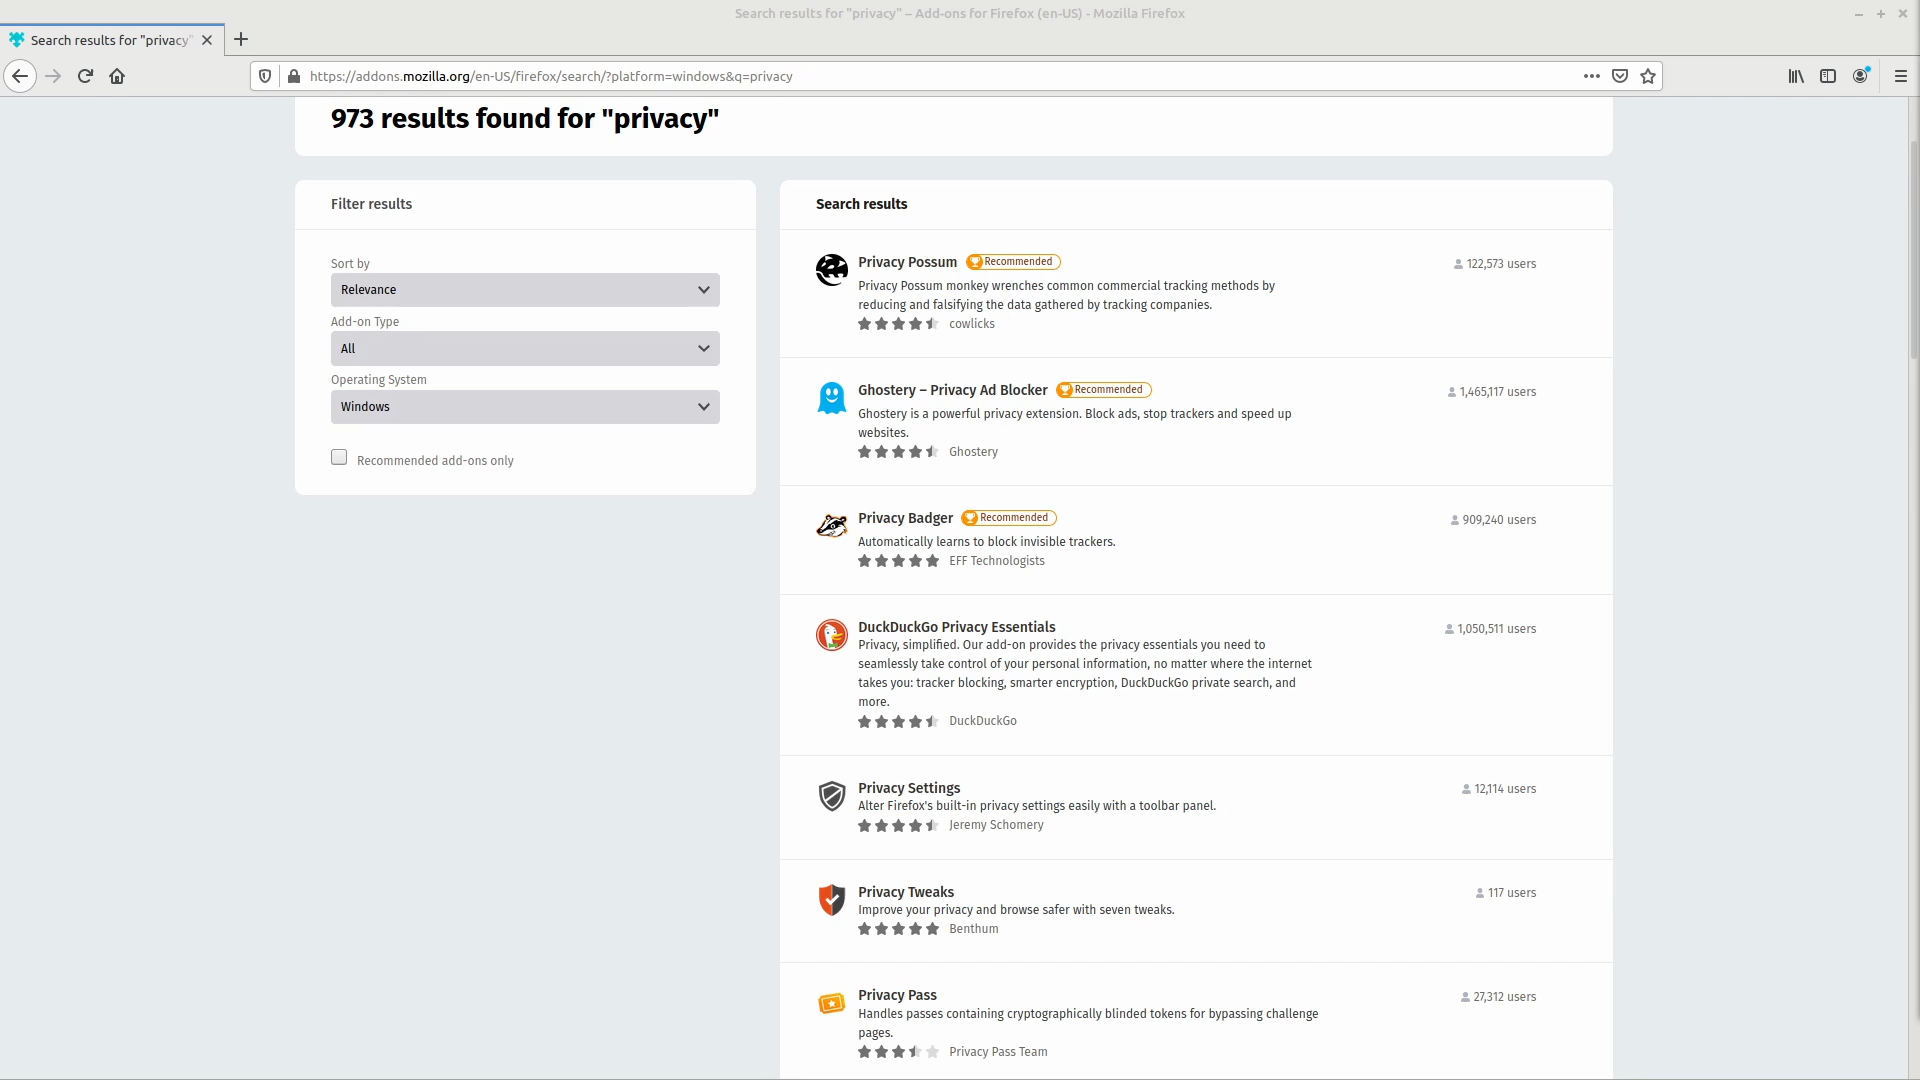 Search results for "privacy" – Add-ons for Firefox (en-US) - Mozilla Firefox
Search results for "privacy"
https://addons.mozilla.org/en-US/firefox/search/?platform=windows&q=privacy
973 results found for "privacy"
Filter results
Sort by
Relevance
Add-on Type
All
Operating System
Windows
Recommended add-ons only
Search results
Privacy Possum Recommended
122,573 users
Privacy Possum monkey wrenches common commercial tracking methods by
reducing and falsifying the data gathered by tracking companies.
cowlicks
Ghostery – Privacy Ad Blocker Recommended
1,465,117 users
Ghostery is a powerful privacy extension. Block ads, stop trackers and speed up
websites.
Ghostery
Privacy Badger Recommended
909,240 users
Automatically learns to block invisible trackers.
EFF Technologists
DuckDuckGo Privacy Essentials
1,050,511 users
Privacy, simplified. Our add-on provides the privacy essentials you need to
seamlessly take control of your personal information, no matter where the internet
takes you: tracker blocking, smarter encryption, DuckDuckGo private search, and
more.
DuckDuckGo
Privacy Settings
12,114 users
Alter Firefox's built-in privacy settings easily with a toolbar panel.
Jeremy Schomery
Privacy Tweaks
117 users
Improve your privacy and browse safer with seven tweaks.
Benthum
Privacy Pass
27,312 users
Handles passes containing cryptographically blinded tokens for bypassing challenge
pages.
Privacy Pass Team